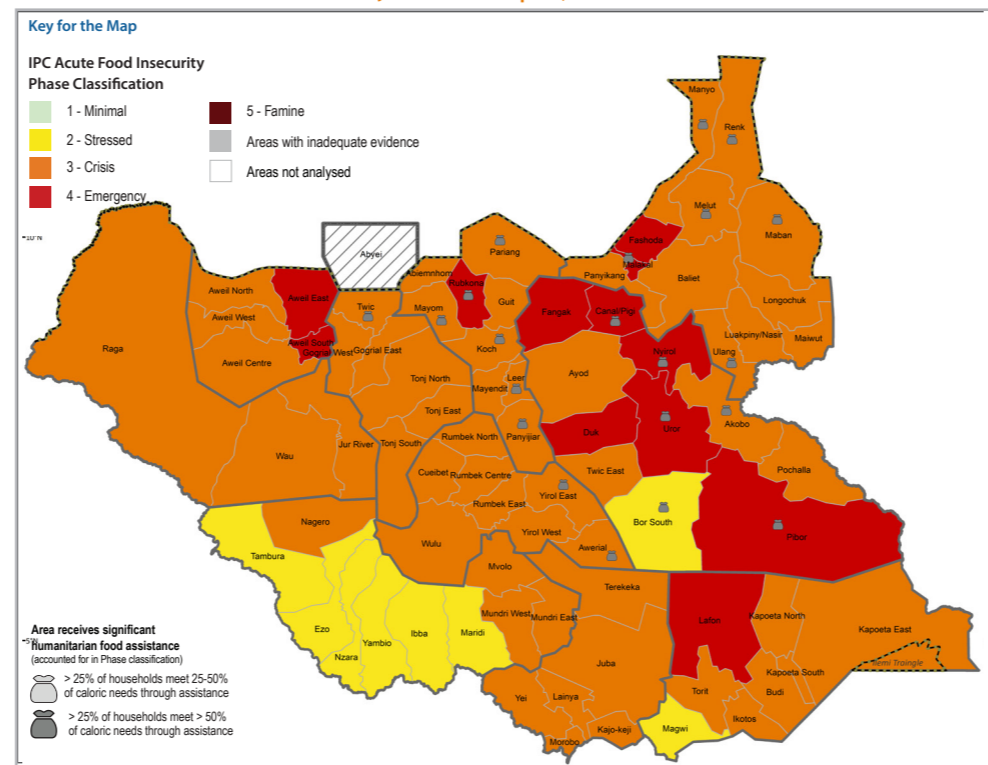 Key for the Map
IPC Acute Food Insecurity
Phase Classification
1 - Minimal
2 - Stressed
3 - Crisis
4 - Emergency
5 - Famine
Areas with inadequate evidence
Areas not analysed
10°N
5°N
Manyo
Renk
Melut
Maban
Fashoda
Malakal
Panyikang
Baliet
Longochuk
Luakpiny/Nasir
Maiwut
Ulang
Abyei
Pariang
Abiemnhom
Rubkona
Mayom
Guit
Koch
Leer
Mayendit
Panyijiar
Aweil North
Aweil East
Aweil West
Aweil South
Aweil Centre
Twic
Gogrial West
Gogrial East
Raga
Tonj North
Tonj East
Tonj South
Wau
Jur River
Fangak
Canal/Pigi
Nyirol
Ayod
Duk
Uror
Akobo
Twic East
Pochalla
Bor South
Pibor
Rumbek North
Cueibet
Rumbek Centre
Rumbek East
Yirol East
Yirol West
Awerial
Wulu
Nagero
Tambura
Ezo
Nzara
Yambio
Ibba
Maridi
Mvolo
Mundri West
Mundri East
Terekeka
Juba
Yei
Lainya
Morobo
Kajo-keji
Lafon
Torit
Magwi
Ikotos
Budi
Kapoeta North
Kapoeta South
Kapoeta East
Ilemi Traingle
Area receives significant
humanitarian food assistance
(accounted for in Phase classification)
> 25% of households meet 25-50%
of caloric needs through assistance
> 25% of households meet > 50%
of caloric needs through assistance